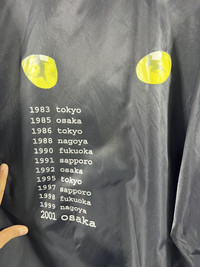 1983 tokyo
1985 osaka
1986 tokyo
1988 nagoya
1990 fukuoka
1991 sapporo
1992 osaka
1995 tokyo
1997 sapporo
1998 fukuoka
1999 nagoya
2001 osaka